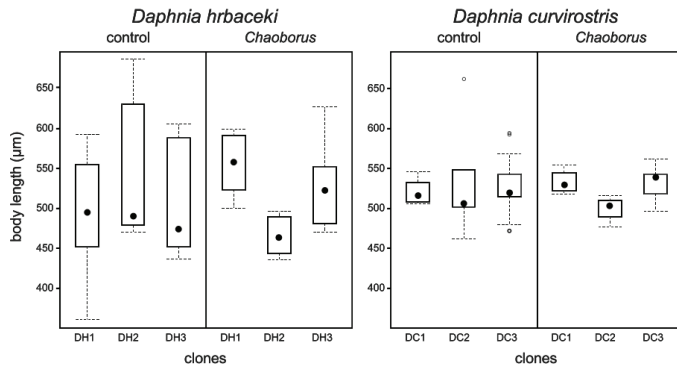 Daphnia hrbaceki
control Chaoborus
body length (µm)
650
600
550
500
450
400
DH1 DH2 DH3 DH1 DH2 DH3
clones
Daphnia curvirostris
control Chaoborus
650
600
550
500
450
400
DC1 DC2 DC3 DC1 DC2 DC3
clones